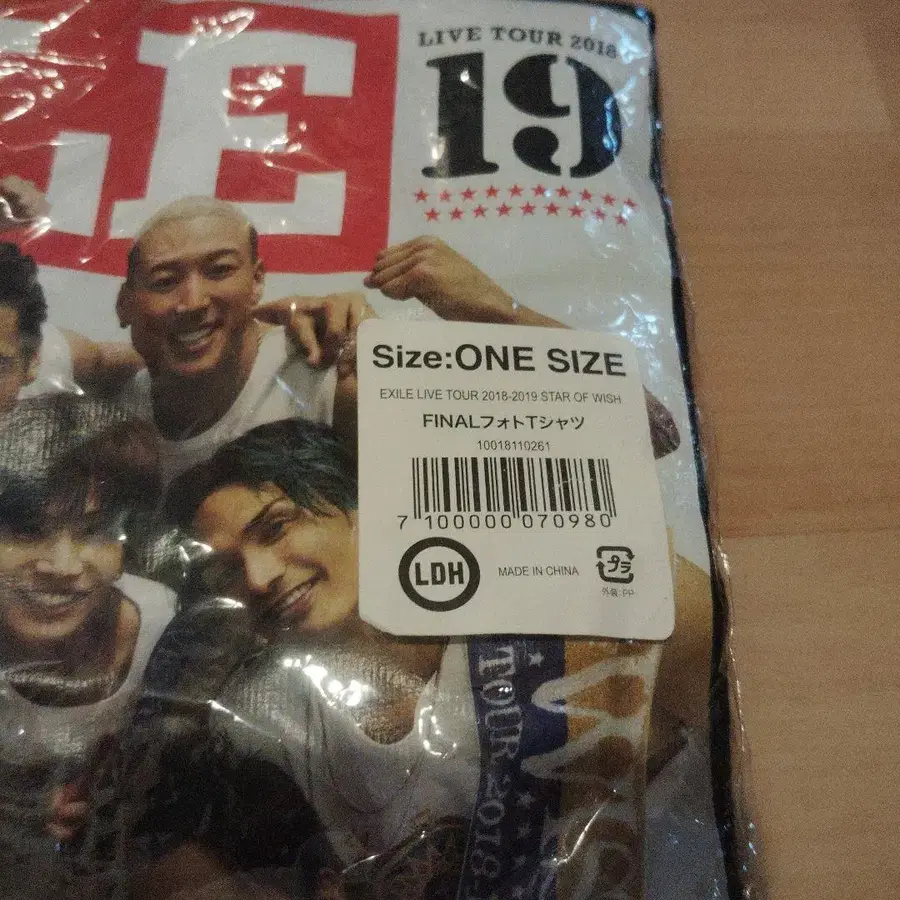 LE
LIVE TOUR 2018
19
Size:ONE SIZE
EXILE LIVE TOUR 2018-2019 STAR OF WISH
FINALフォトTシャツ
10018110261
7 100000 070980
LDH
MADE IN CHINA
プラ
外装:PP
TOUR 2018-